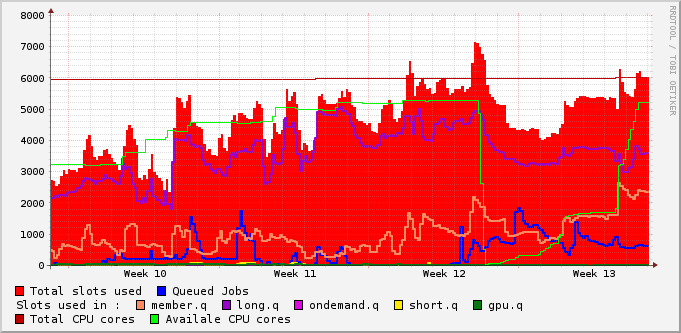 8000
7000
6000
5000
4000
3000
2000
1000
0
Week 10 Week 11 Week 12 Week 13
RRDTOOL / TOBI OETIKER
Total slots used Queued Jobs
Slots used in : member.q long.q ondemand.q short.q gpu.q
Total CPU cores Availale CPU cores